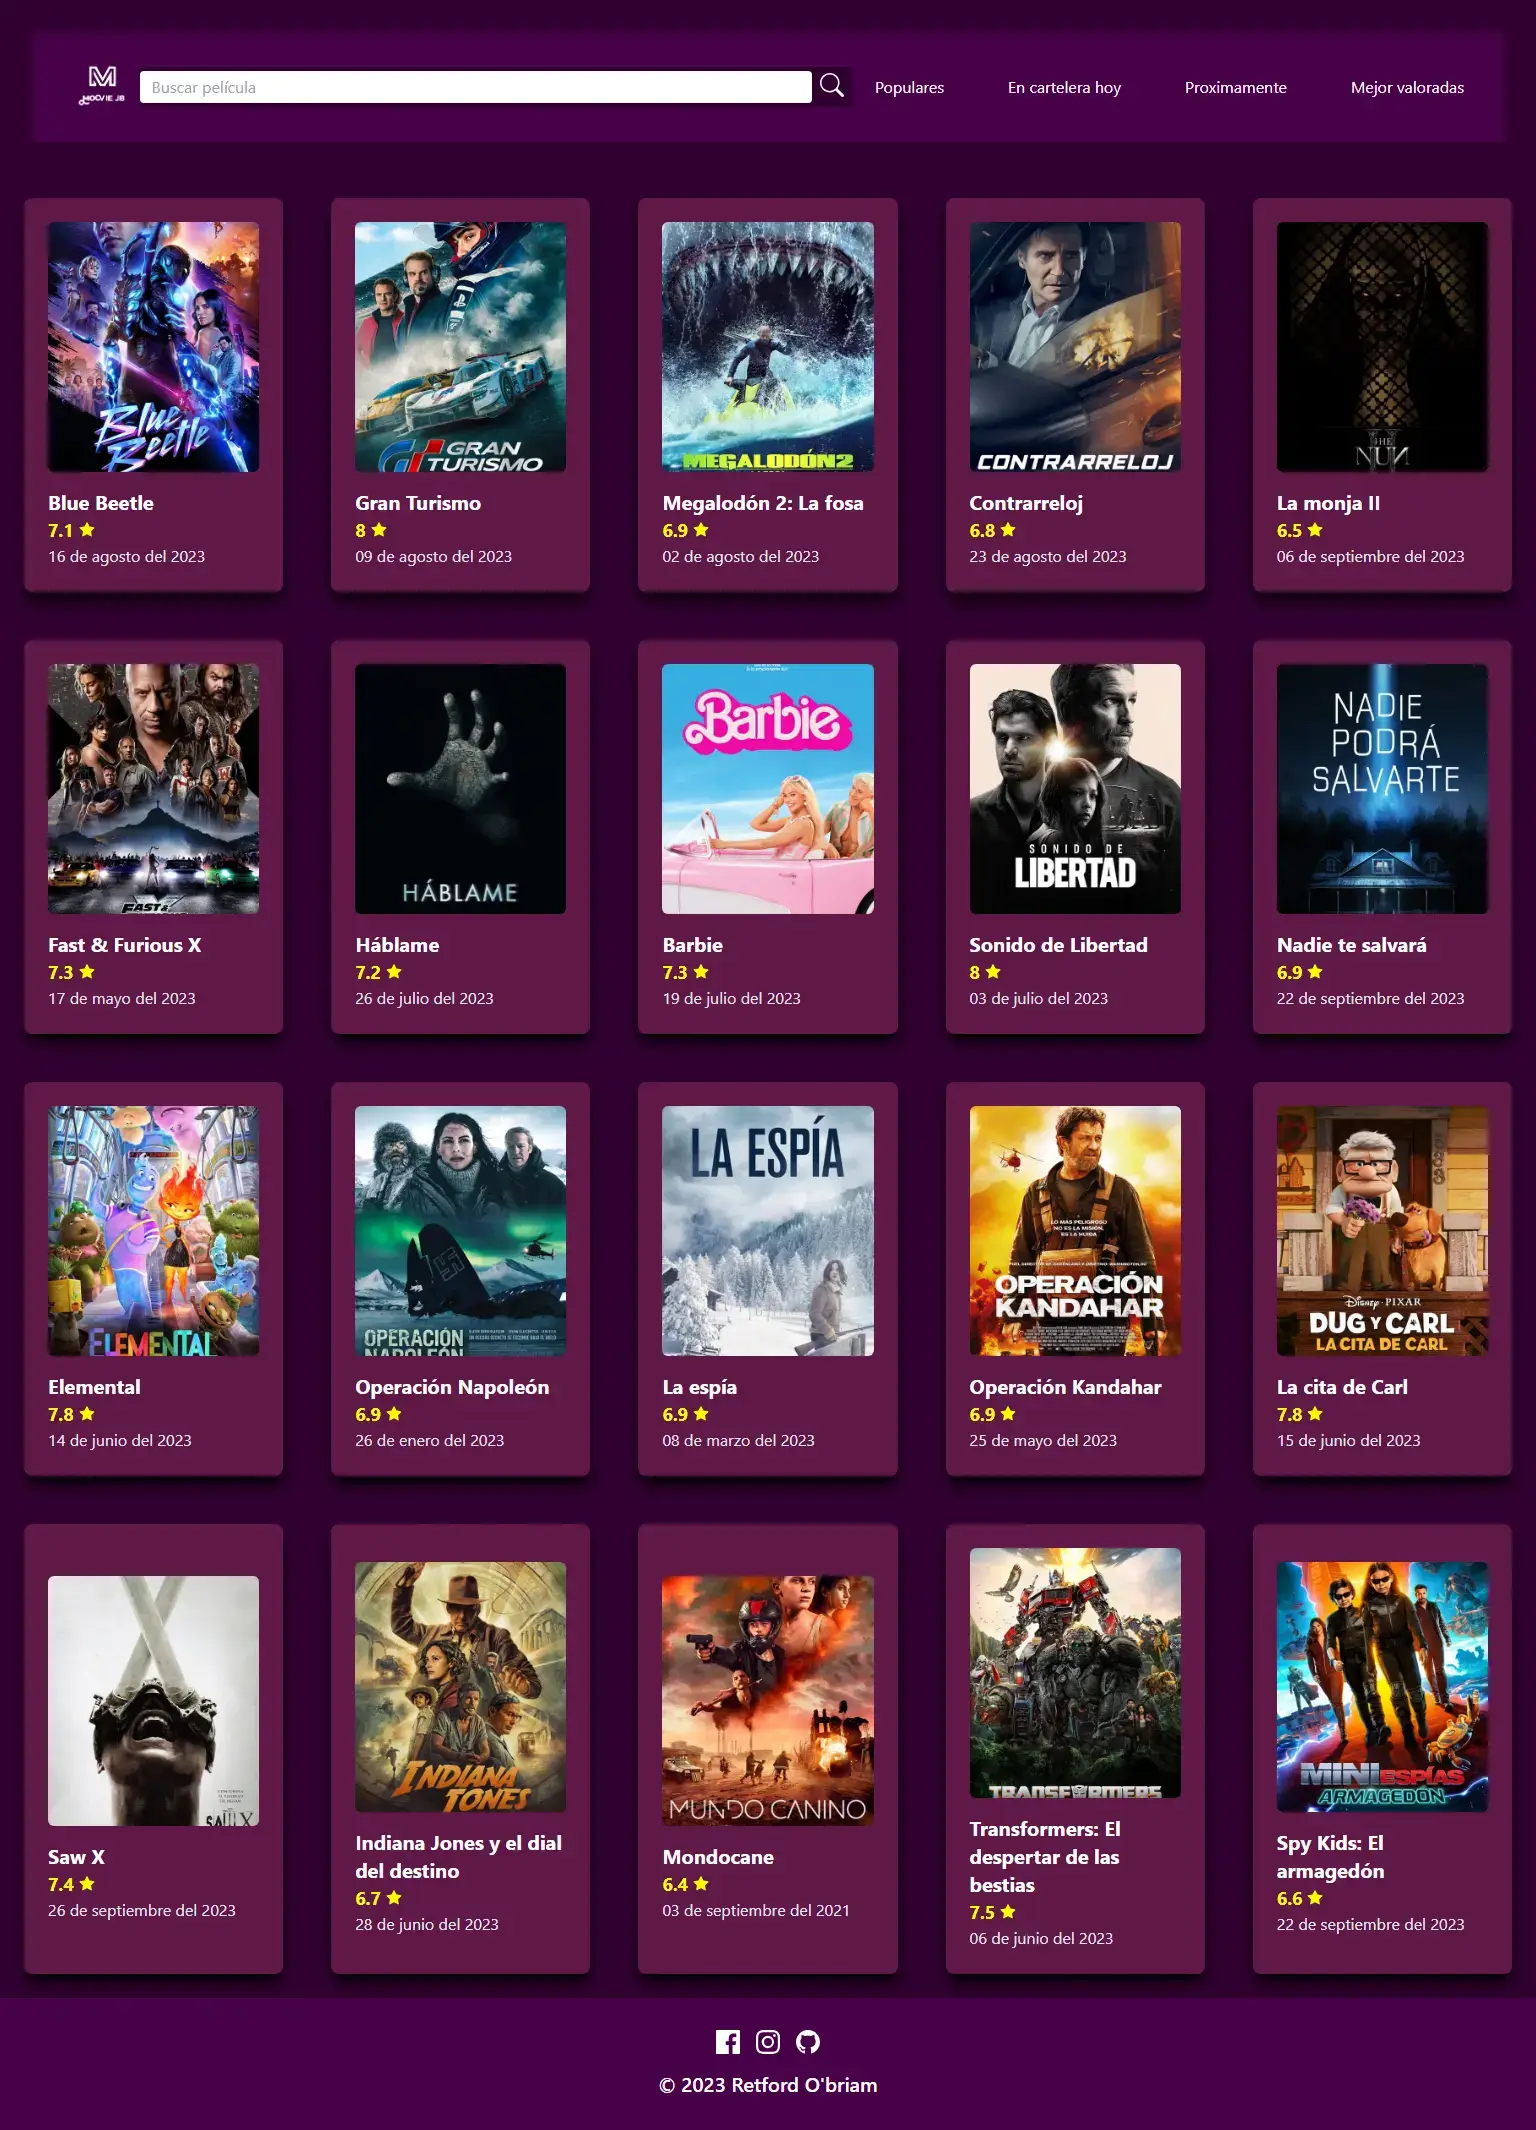 M
MOOVIE JB
Buscar película
Populares
En cartelera hoy
Proximamente
Mejor valoradas
Blue
Beetle
GRAN
TURISMO
MEGALODÓN2
CONTRARRELOJ
THE
NUN
Blue Beetle
Gran Turismo
Megalodón 2: La fosa
Contrarreloj
La monja II
7.1
8
6.9
6.8
6.5
16 de agosto del 2023
09 de agosto del 2023
02 de agosto del 2023
23 de agosto del 2023
06 de septiembre del 2023
FAST &
HÁBLAME
Barbie
SONIDO DE
LIBERTAD
NADIE
PODRÁ
SALVARTE
Fast & Furious X
Háblame
Barbie
Sonido de Libertad
Nadie te salvará
7.3
7.2
7.3
8
6.9
17 de mayo del 2023
26 de julio del 2023
19 de julio del 2023
03 de julio del 2023
22 de septiembre del 2023
ELEMENTAL
OPERACIÓN
NAPOLEÓN
LA ESPÍA
LO MÁS PELIGROSO
NO ES LA MISIÓN,
ES LA HUIDA
OPERACIÓN
KANDAHAR
DISNEY · PIXAR
DUG Y CARL
LA CITA DE CARL
Elemental
Operación Napoleón
La espía
Operación Kandahar
La cita de Carl
7.8
6.9
6.9
6.9
7.8
14 de junio del 2023
26 de enero del 2023
08 de marzo del 2023
25 de mayo del 2023
15 de junio del 2023
SAW X
INDIANA
JONES
MUNDO CANINO
TRANSFORMERS
MINIESPÍAS
ARMAGEDÓN
Saw X
7.4
26 de septiembre del 2023
Indiana Jones y el dial
del destino
6.7
28 de junio del 2023
Mondocane
6.4
03 de septiembre del 2021
Transformers: El
despertar de las
bestias
7.5
06 de junio del 2023
Spy Kids: El
armagedón
6.6
22 de septiembre del 2023
© 2023 Retford O'briam